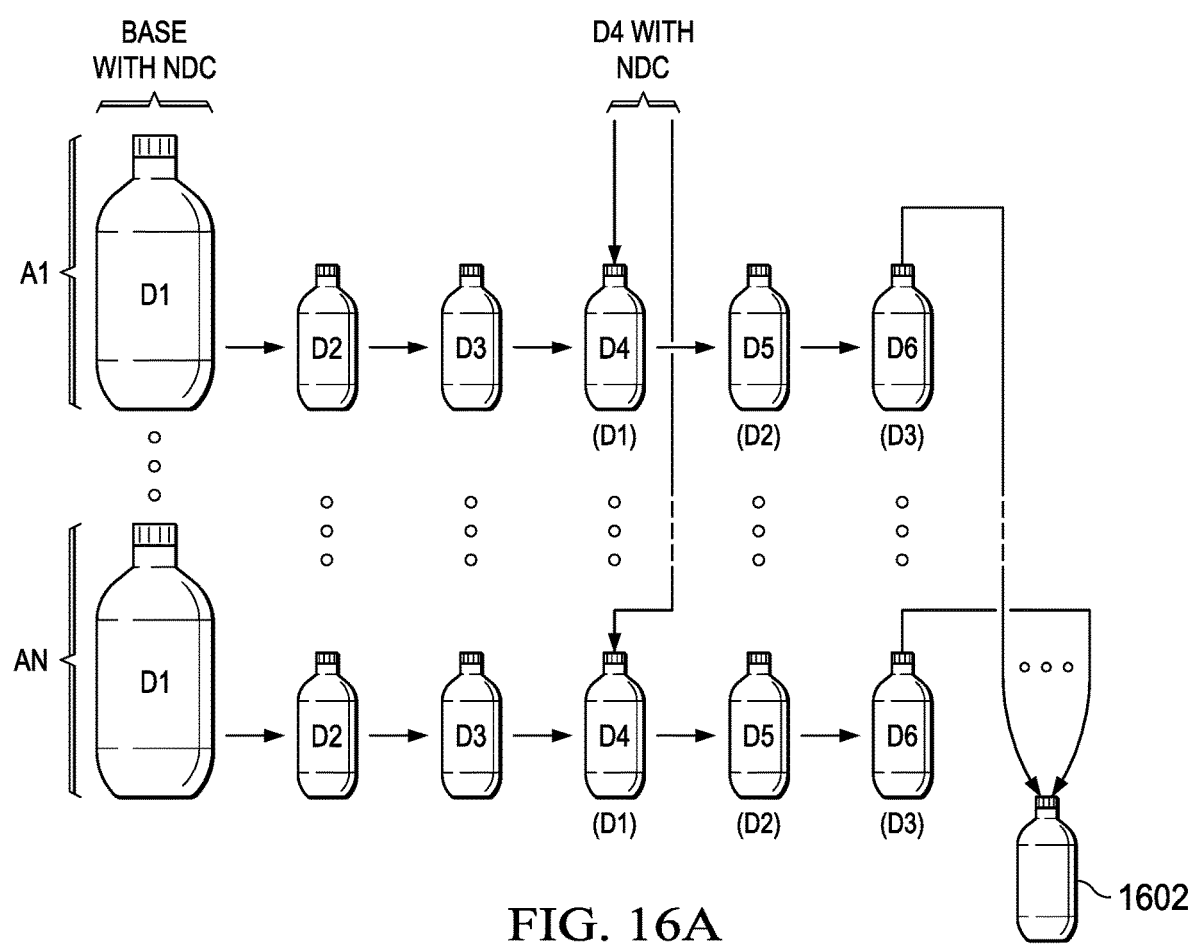 BASE
WITH NDC
D4 WITH
NDC
A1
D1
D2
D3
D4
D5
D6
(D1)
(D2)
(D3)
AN
D1
D2
D3
D4
D5
D6
(D1)
(D2)
(D3)
1602
FIG. 16A